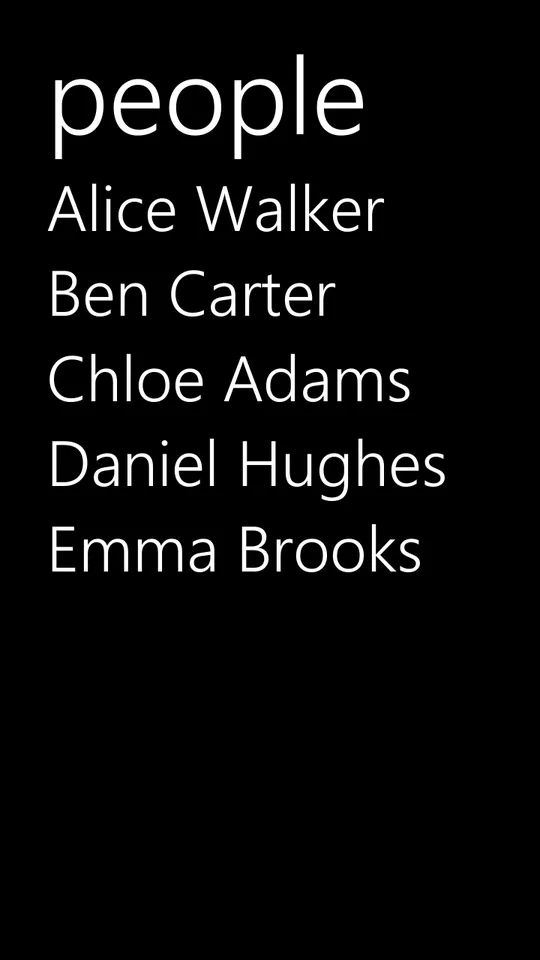 people
Alice Walker
Ben Carter
Chloe Adams
Daniel Hughes
Emma Brooks